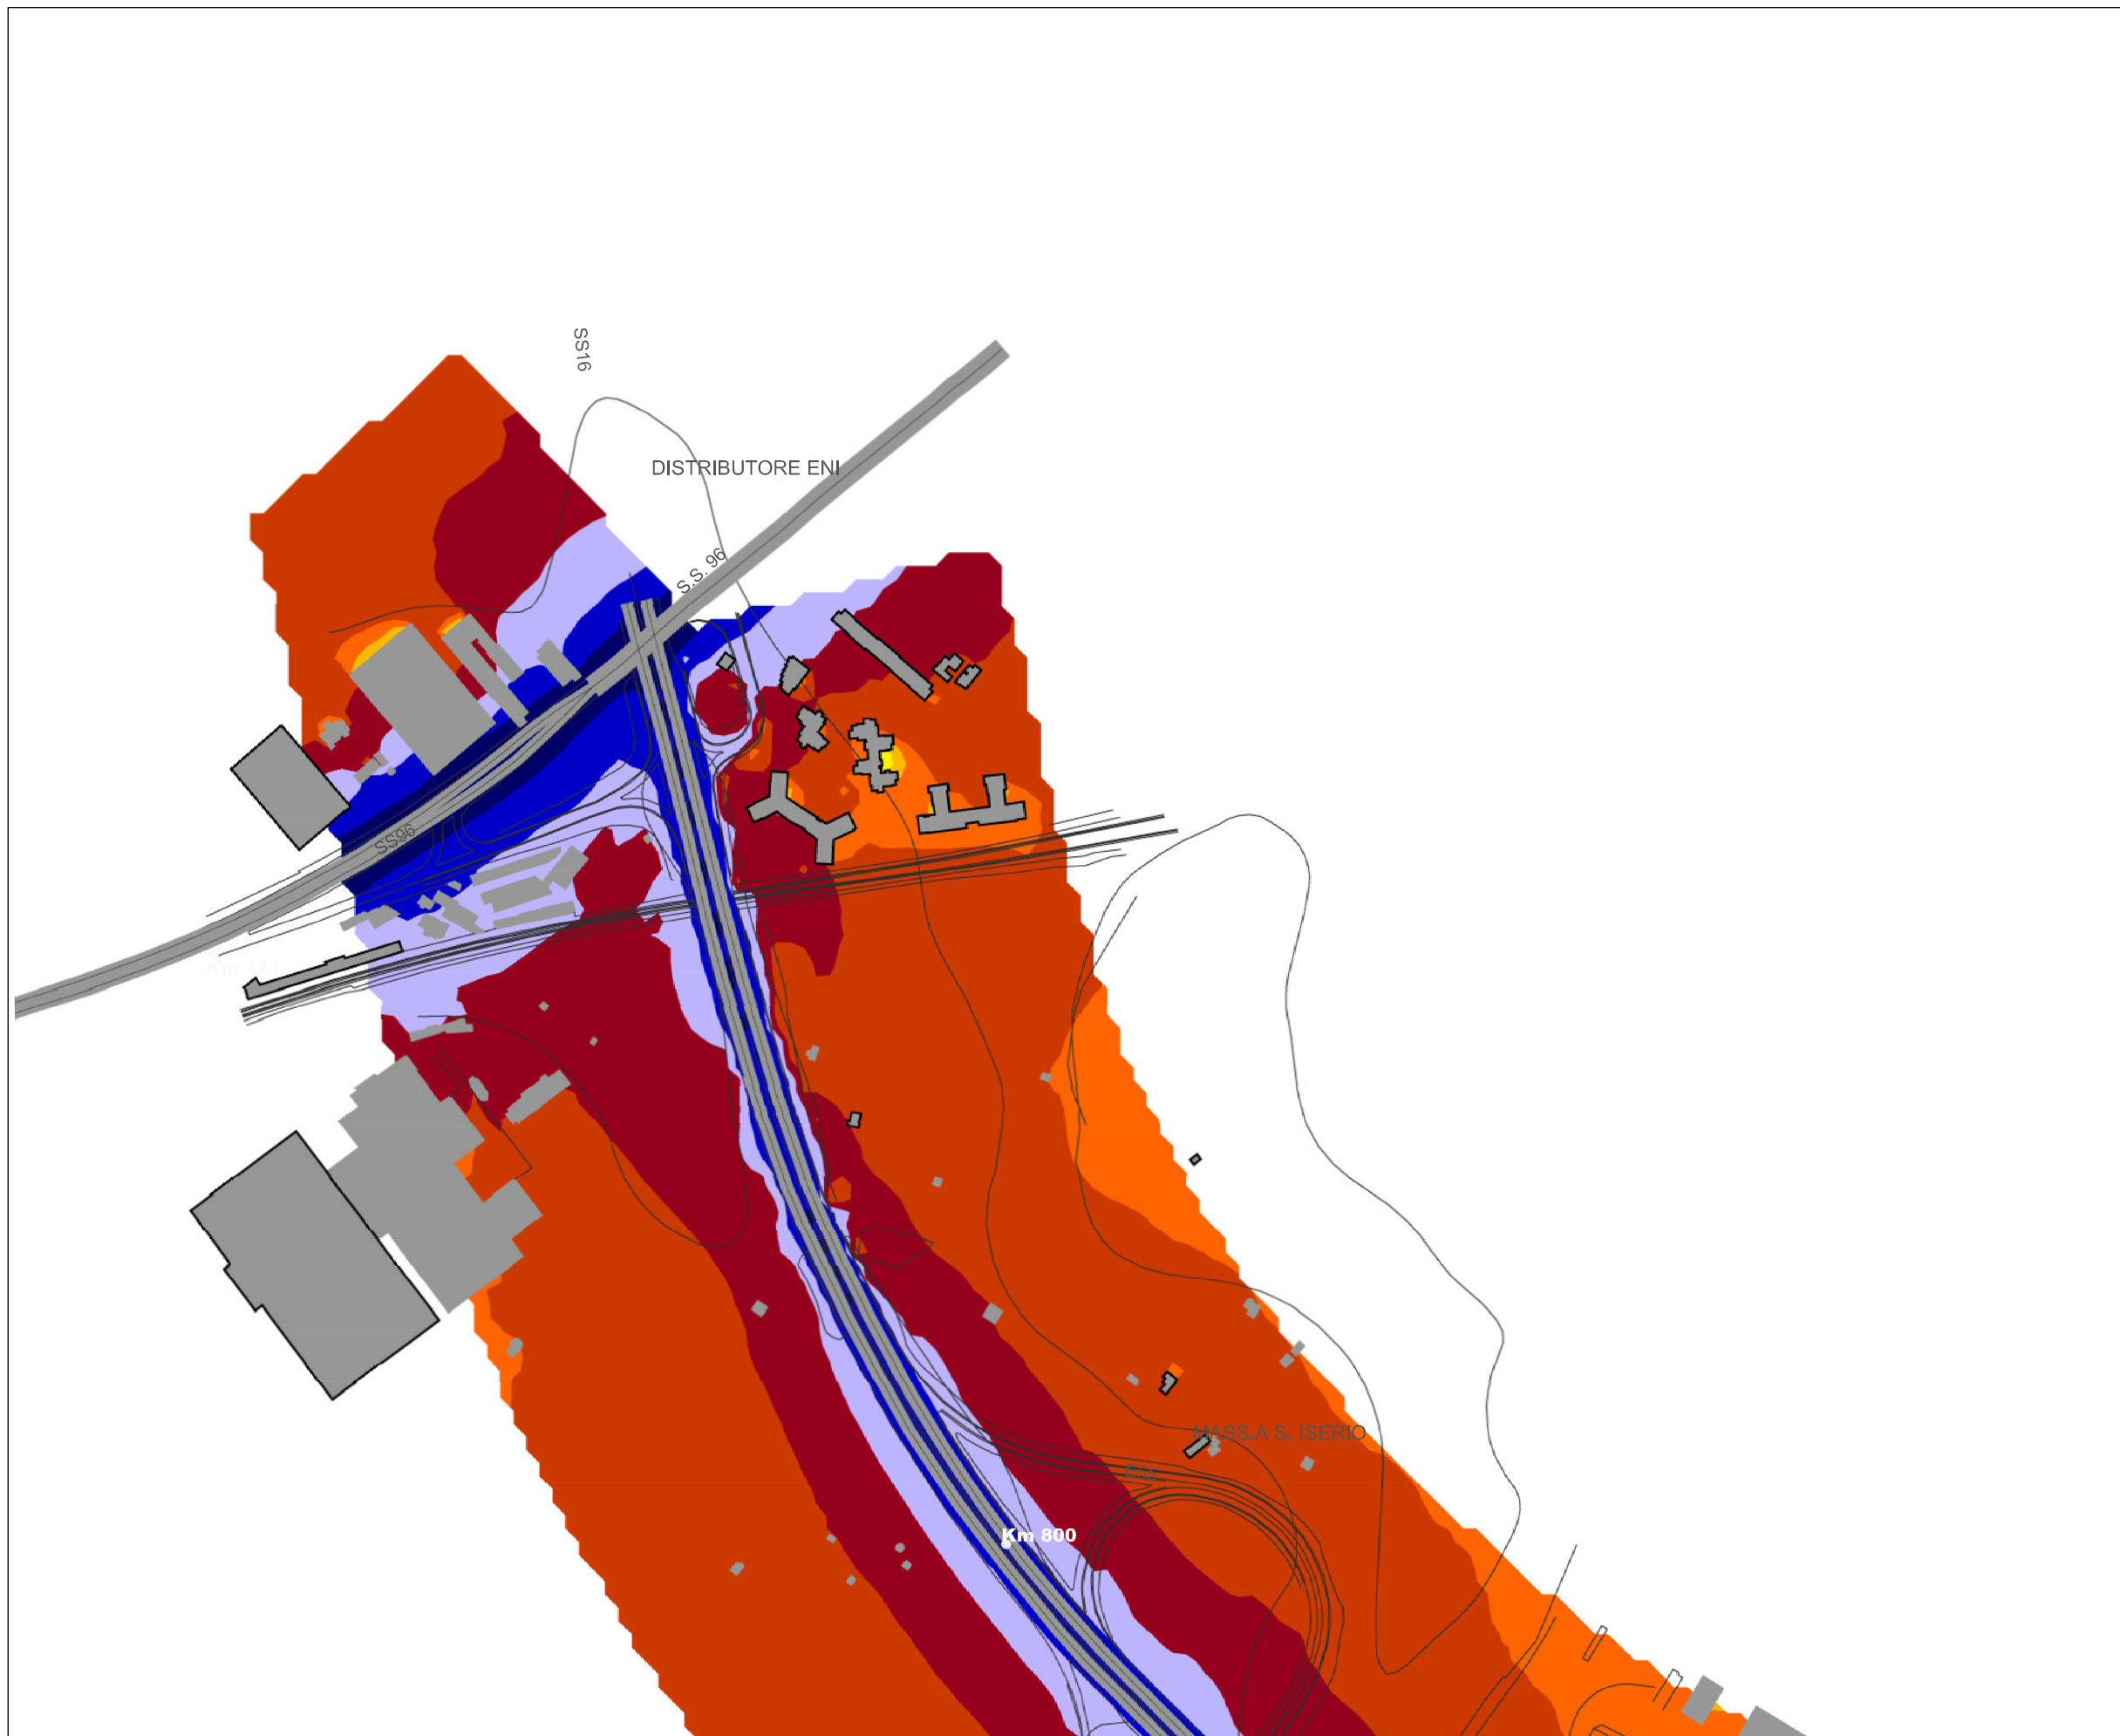 SS16
DISTRIBUTORE ENI
S.S. 96
SS96
MASS.A S. ISERIO
Km 800